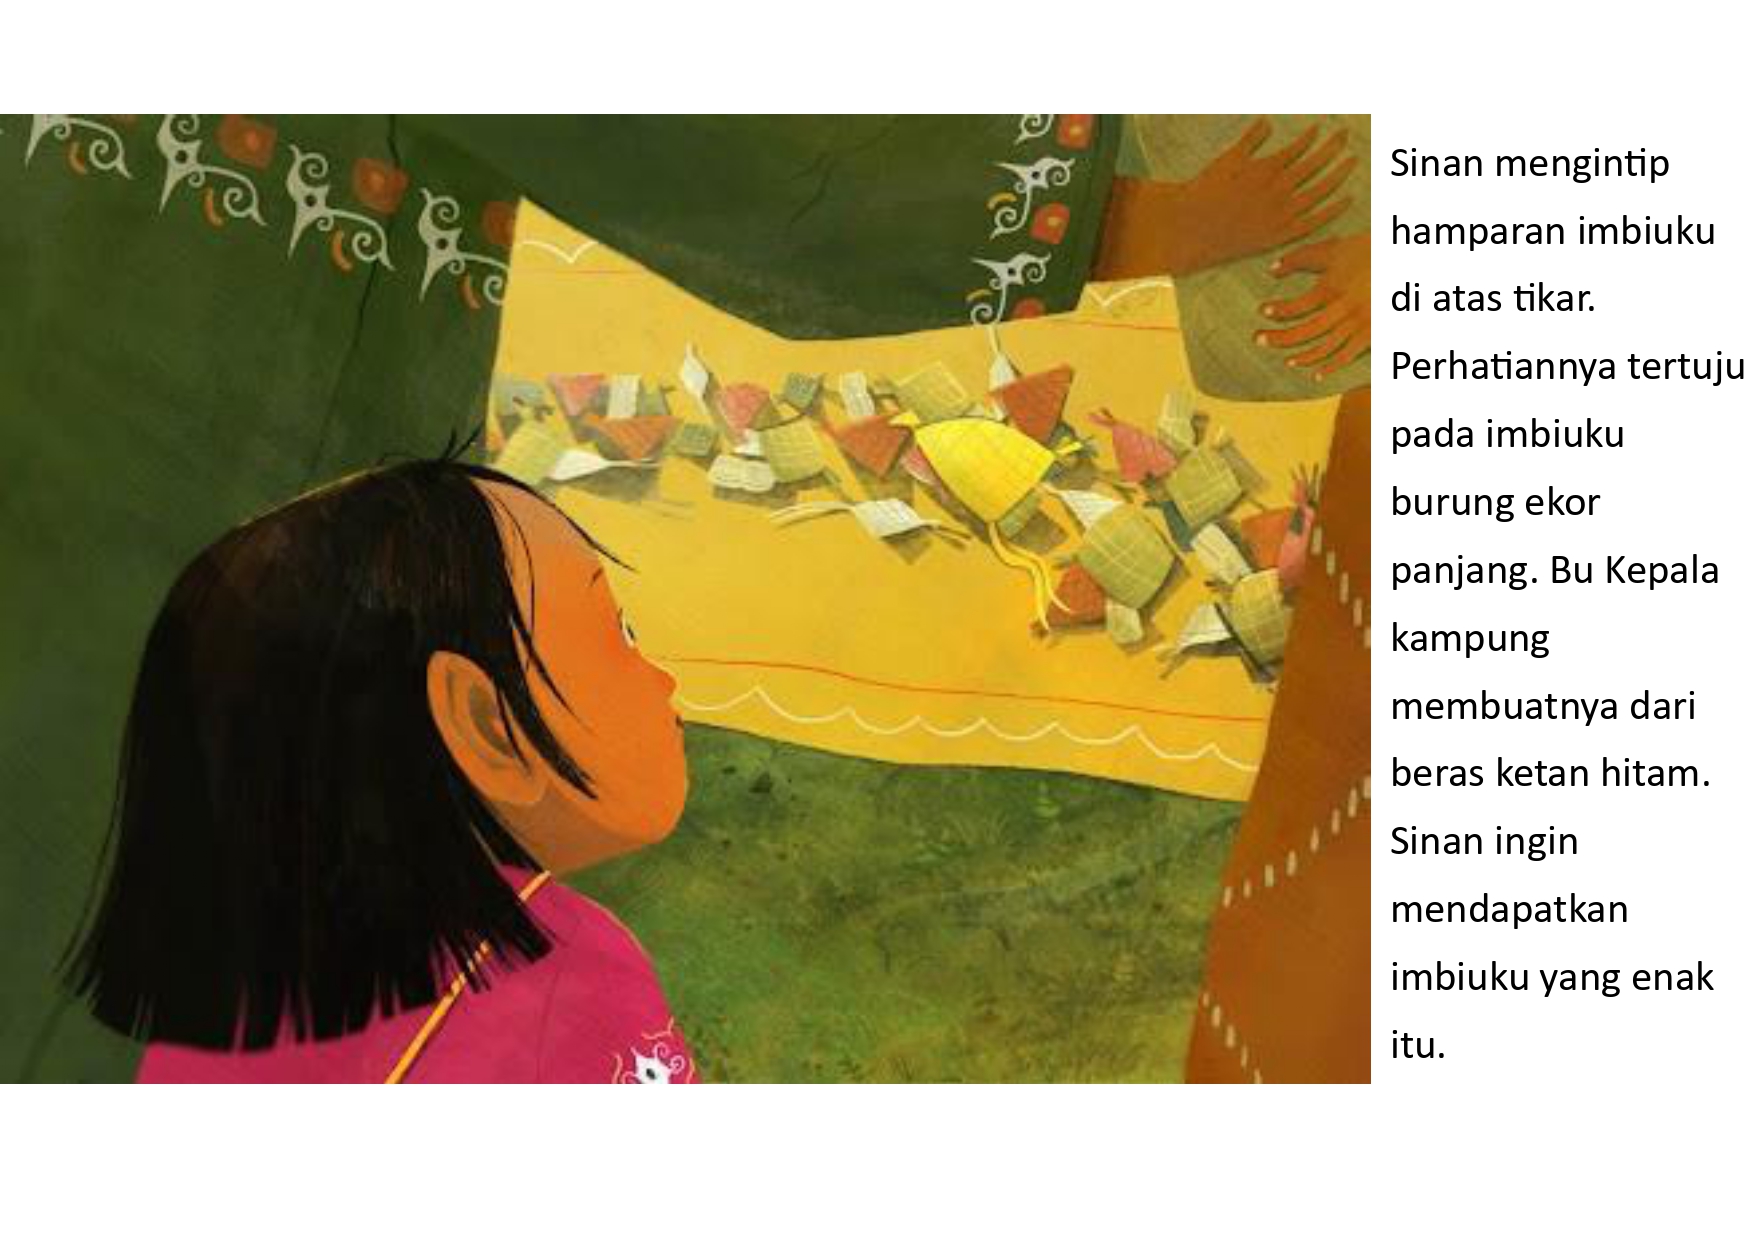 Sinan mengintip
hamparan imbiuku
di atas tikar.
Perhatiannya tertuju
pada imbiuku
burung ekor
panjang. Bu Kepala
kampung
membuatnya dari
beras ketan hitam.
Sinan ingin
mendapatkan
imbiuku yang enak
itu.